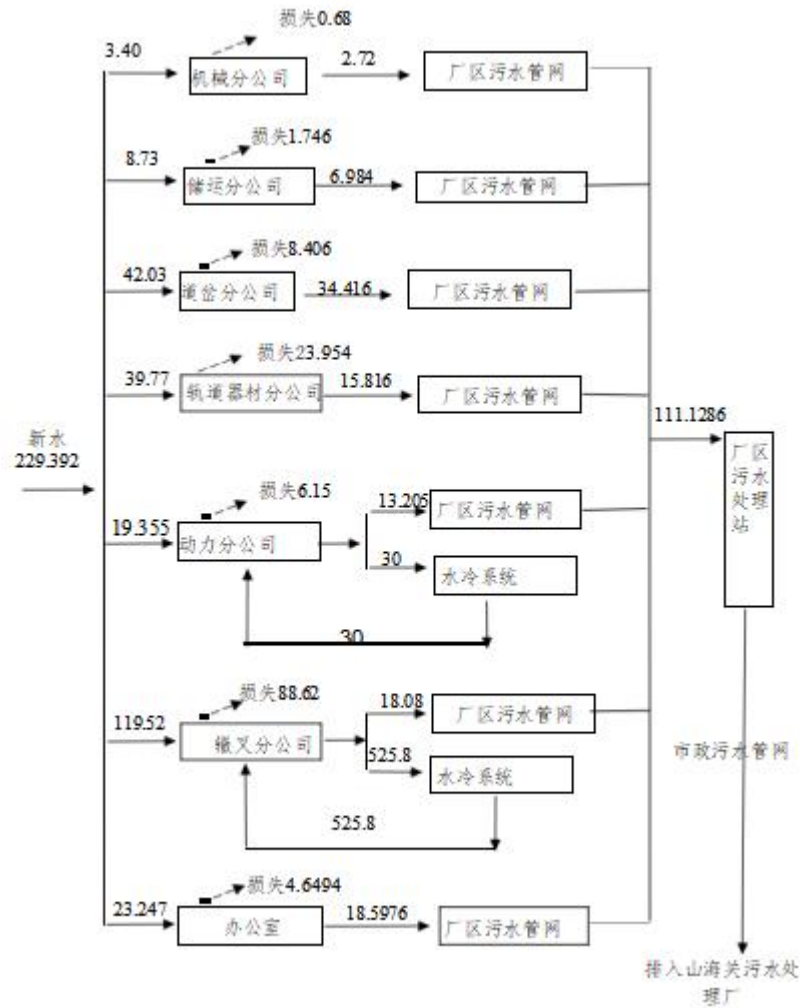 损失0.68
3.40
机械分公司
2.72
厂区污水管网
损失1.746
8.73
储运分公司
6.984
厂区污水管网
损失8.406
42.03
道岔分公司
34.416
厂区污水管网
损失23.954
39.77
轨道器材分公司
15.816
厂区污水管网
111.1286
新水
229.392
厂区
污水
处理
站
损失6.15
13.205
厂区污水管网
19.355
动力分公司
30
水冷系统
30
损失88.62
18.08
厂区污水管网
119.52
辙叉分公司
525.8
水冷系统
市政污水管网
525.8
损失4.6494
23.247
办公室
18.5976
厂区污水管网
排入山海关污水处
理厂